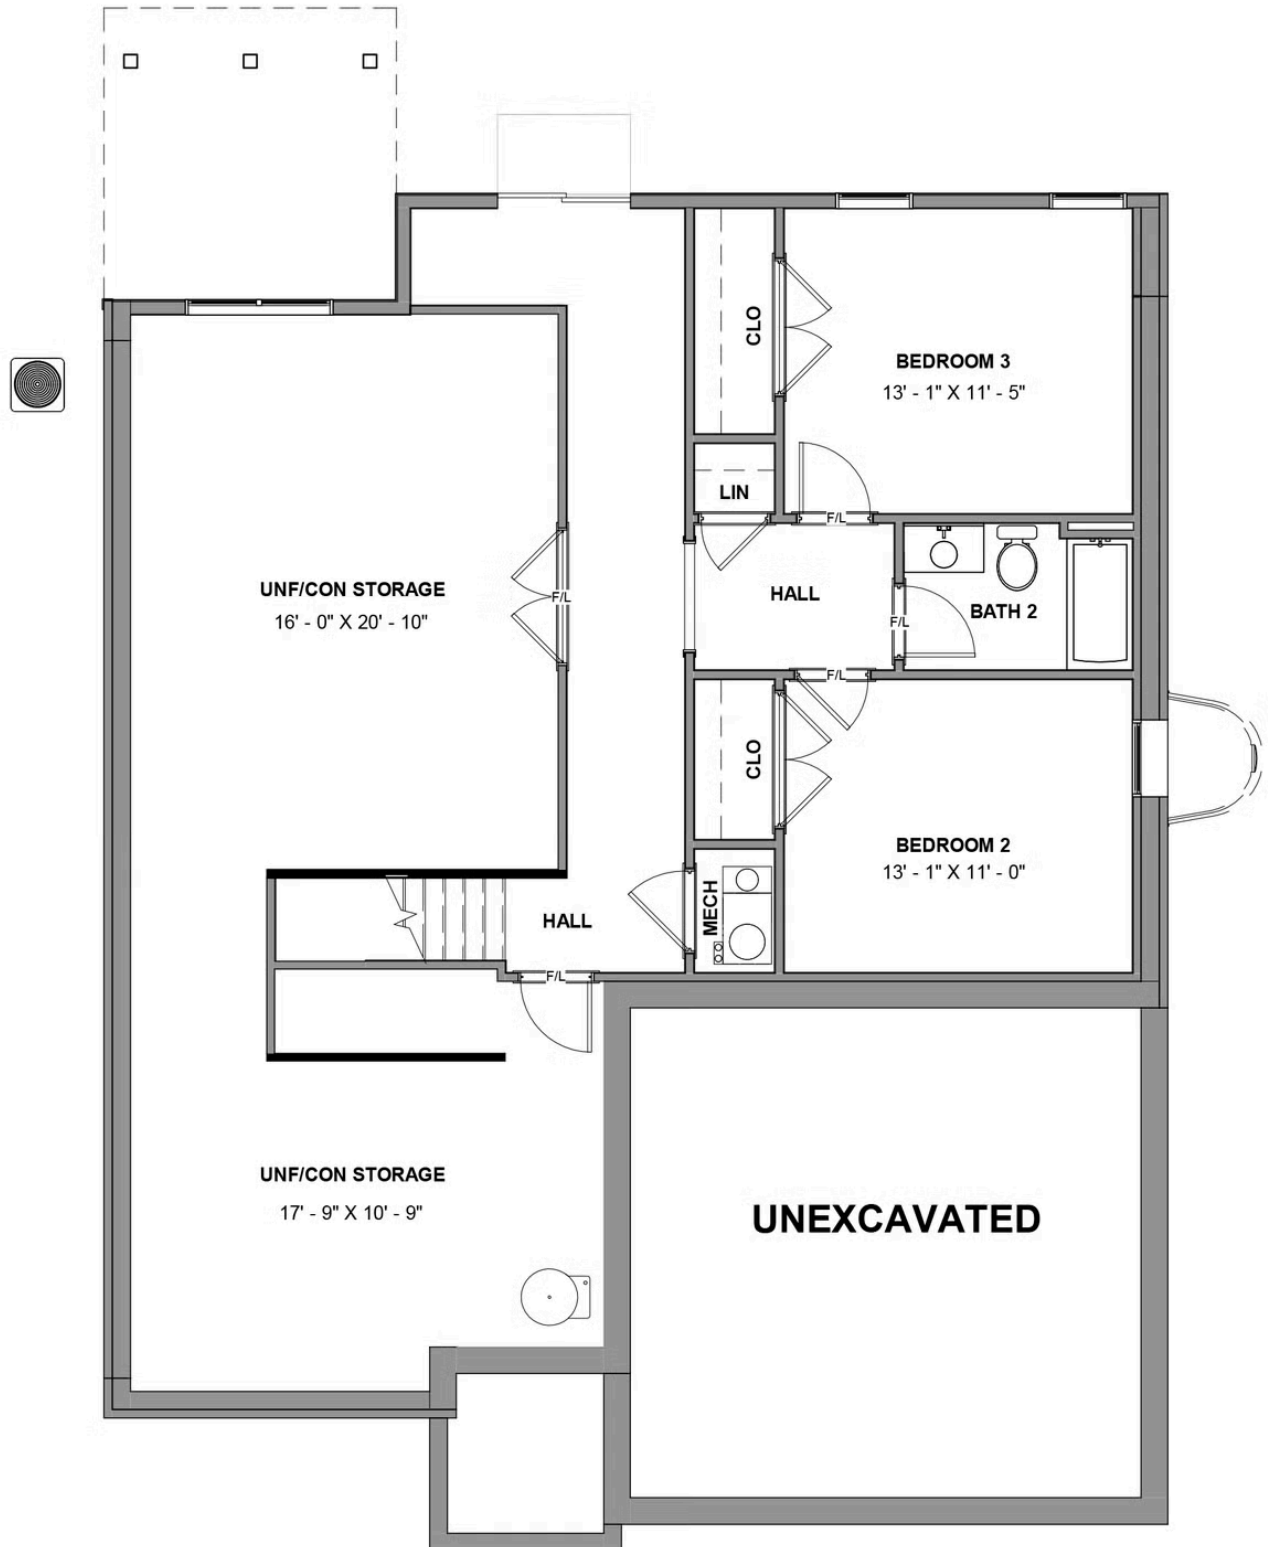 CLO
BEDROOM 3
13' - 1" X 11' - 5"
LIN
F/L
UNF/CON STORAGE
16' - 0" X 20' - 10"
F/L
HALL
F/L
BATH 2
F/L
CLO
BEDROOM 2
13' - 1" X 11' - 0"
MECH
HALL
F/L
UNF/CON STORAGE
17' - 9" X 10' - 9"
UNEXCAVATED